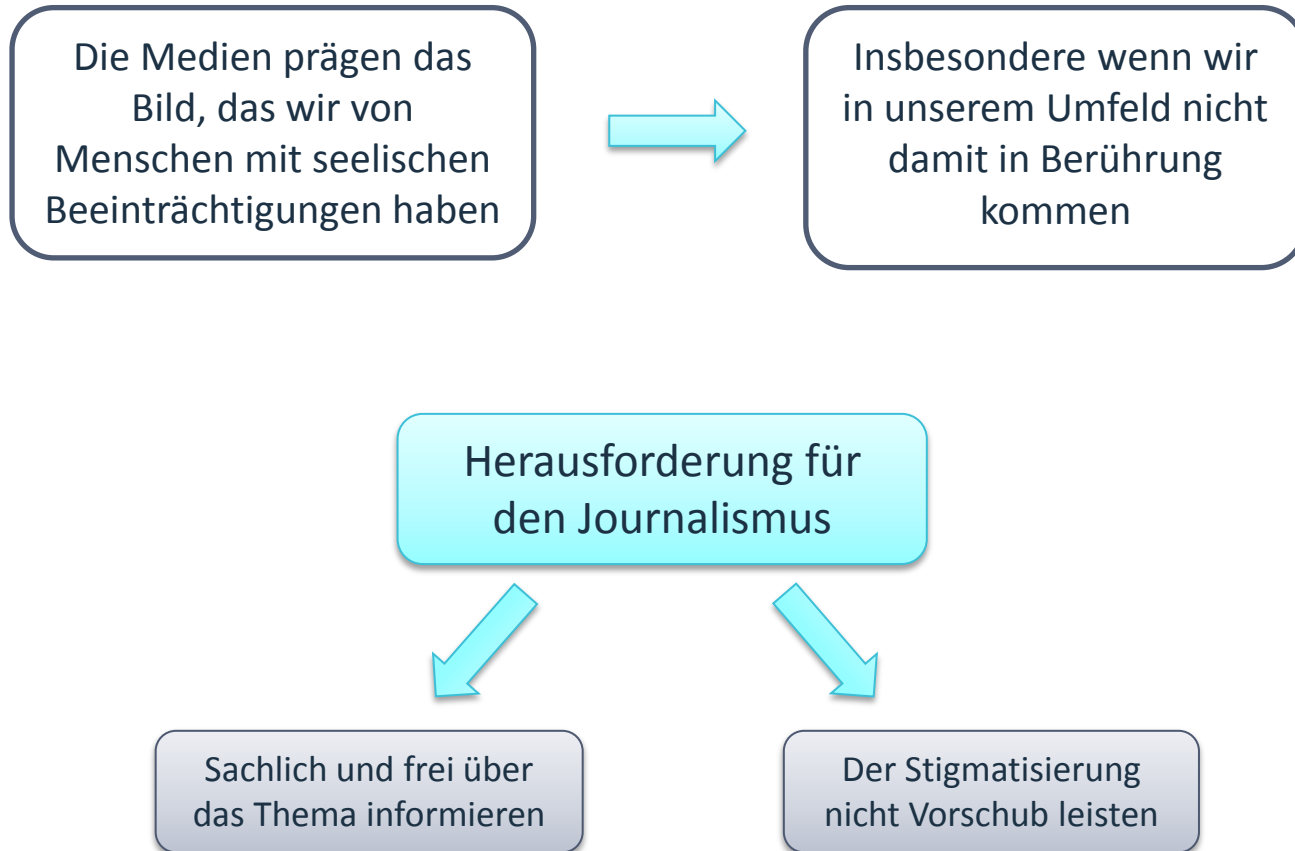 Die Medien prägen das
Bild, das wir von
Menschen mit seelischen
Beeinträchtigungen haben
Insbesondere wenn wir
in unserem Umfeld nicht
damit in Berührung
kommen
Herausforderung für
den Journalismus
Sachlich und frei über
das Thema informieren
Der Stigmatisierung
nicht Vorschub leisten